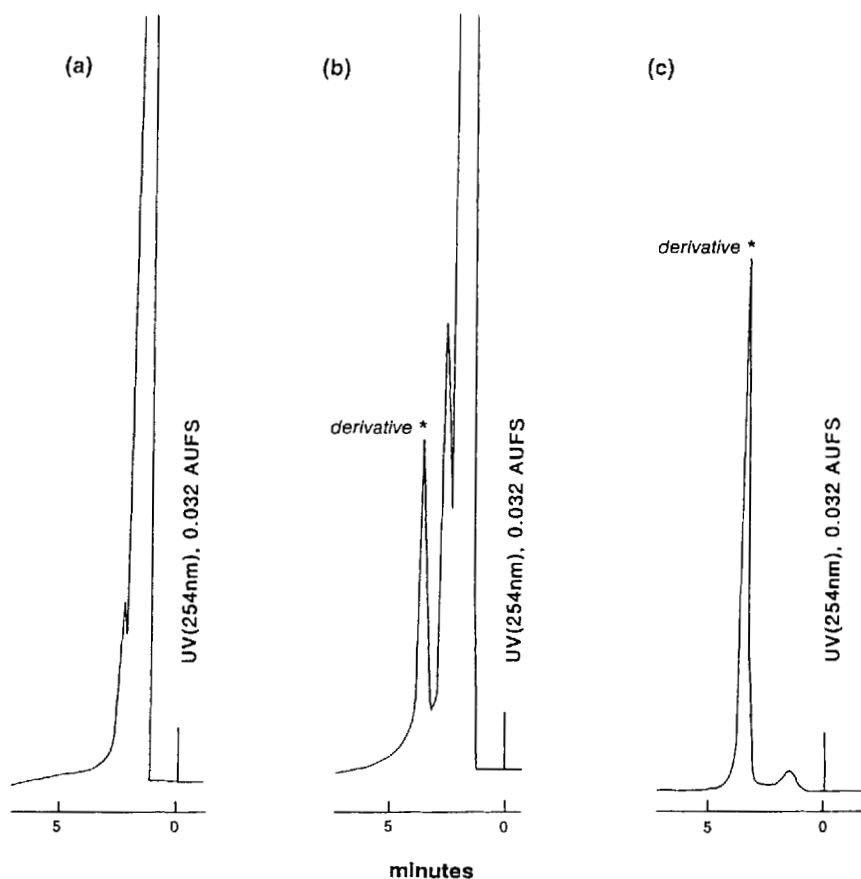 (a)
(b)
(c)
derivative *
derivative *
UV(254nm), 0.032 AUFS
UV(254nm), 0.032 AUFS
UV(254nm), 0.032 AUFS
5 0
5 0
5 0
minutes